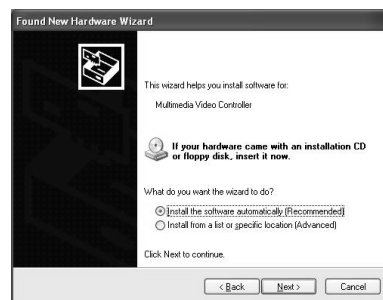 Found New Hardware Wizard
This wizard helps you install software for:
Multimedia Video Controller
If your hardware came with an installation CD
or floppy disk, insert it now.
What do you want the wizard to do?
Install the software automatically (Recommended)
Install from a list or specific location (Advanced)
Click Next to continue.
< Back Next > Cancel